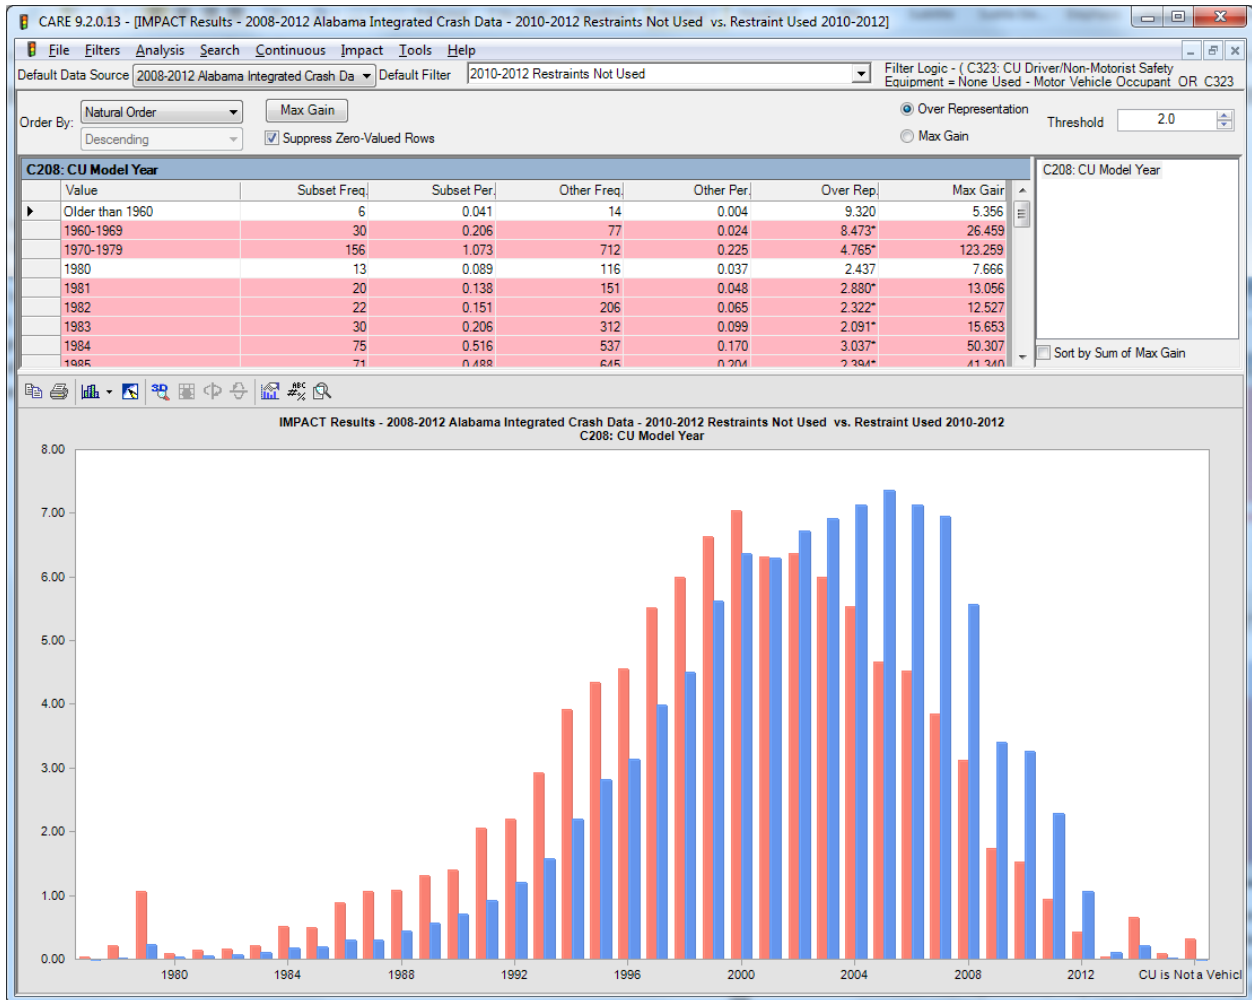 CARE 9.2.0.13 - [IMPACT Results - 2008-2012 Alabama Integrated Crash Data - 2010-2012 Restraints Not Used vs. Restraint Used 2010-2012]
File Filters Analysis Search Continuous Impact Tools Help
Default Data Source 2008-2012 Alabama Integrated Crash Da Default Filter 2010-2012 Restraints Not Used
Filter Logic - ( C323: CU Driver/Non-Motorist Safety
Equipment = None Used - Motor Vehicle Occupant OR C323
Order By: Natural Order Max Gain Over Representation Threshold 2.0
Descending Suppress Zero-Valued Rows Max Gain
C208: CU Model Year C208: CU Model Year
Value Subset Freq. Subset Per. Other Freq. Other Per. Over Rep. Max Gain
Older than 1960 6 0.041 14 0.004 9.320 5.356
1960-1969 30 0.206 77 0.024 8.473* 26.459
1970-1979 156 1.073 712 0.225 4.765* 123.259
1980 13 0.089 116 0.037 2.437 7.666
1981 20 0.138 151 0.048 2.880* 13.056
1982 22 0.151 206 0.065 2.322* 12.527
1983 30 0.206 312 0.099 2.091* 15.653
1984 75 0.516 537 0.170 3.037* 50.307
1985 71 0.488 645 0.204 2.394* 41.340
Sort by Sum of Max Gain
3D ABC #%
IMPACT Results - 2008-2012 Alabama Integrated Crash Data - 2010-2012 Restraints Not Used vs. Restraint Used 2010-2012
C208: CU Model Year
8.00
7.00
6.00
5.00
4.00
3.00
2.00
1.00
0.00
1980 1984 1988 1992 1996 2000 2004 2008 2012 CU is Not a Vehicl